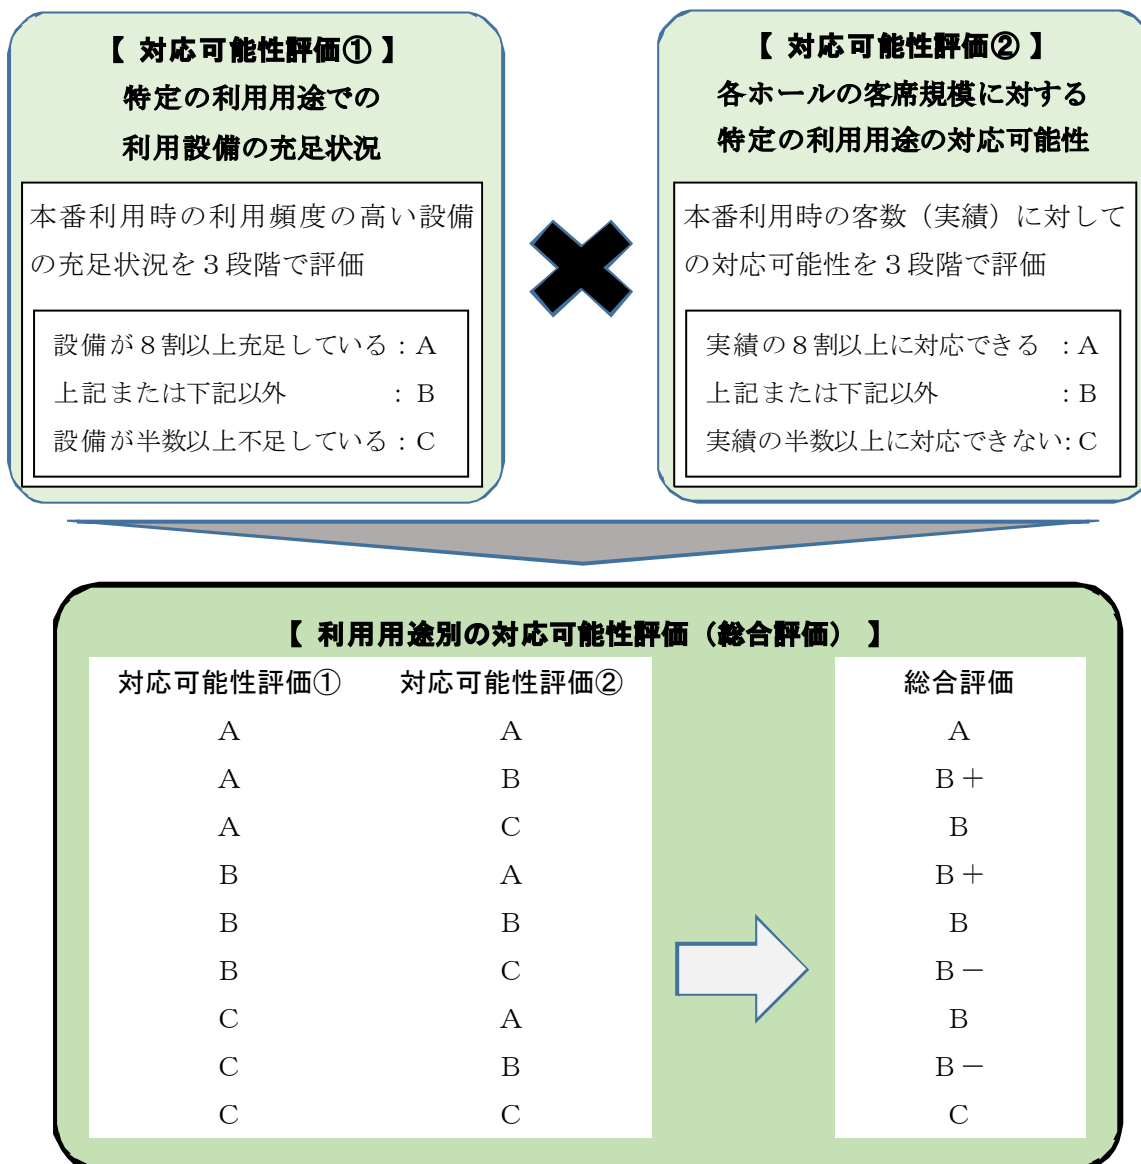 【 対応可能性評価① 】
特定の利用用途での
利用設備の充足状況
本番利用時の利用頻度の高い設備
の充足状況を３段階で評価
設備が８割以上充足している：A
上記または下記以外　　　　：B
設備が半数以上不足している：C
【 対応可能性評価② 】
各ホールの客席規模に対する
特定の利用用途の対応可能性
本番利用時の客数（実績）に対して
の対応可能性を３段階で評価
実績の８割以上に対応できる ：A
上記または下記以外　　　　：B
実績の半数以上に対応できない：C
【 利用用途別の対応可能性評価（総合評価） 】
対応可能性評価①　対応可能性評価②　総合評価
A　A　A
A　B　B＋
A　C　B
B　A　B＋
B　B　B
B　C　B－
C　A　B
C　B　B－
C　C　C